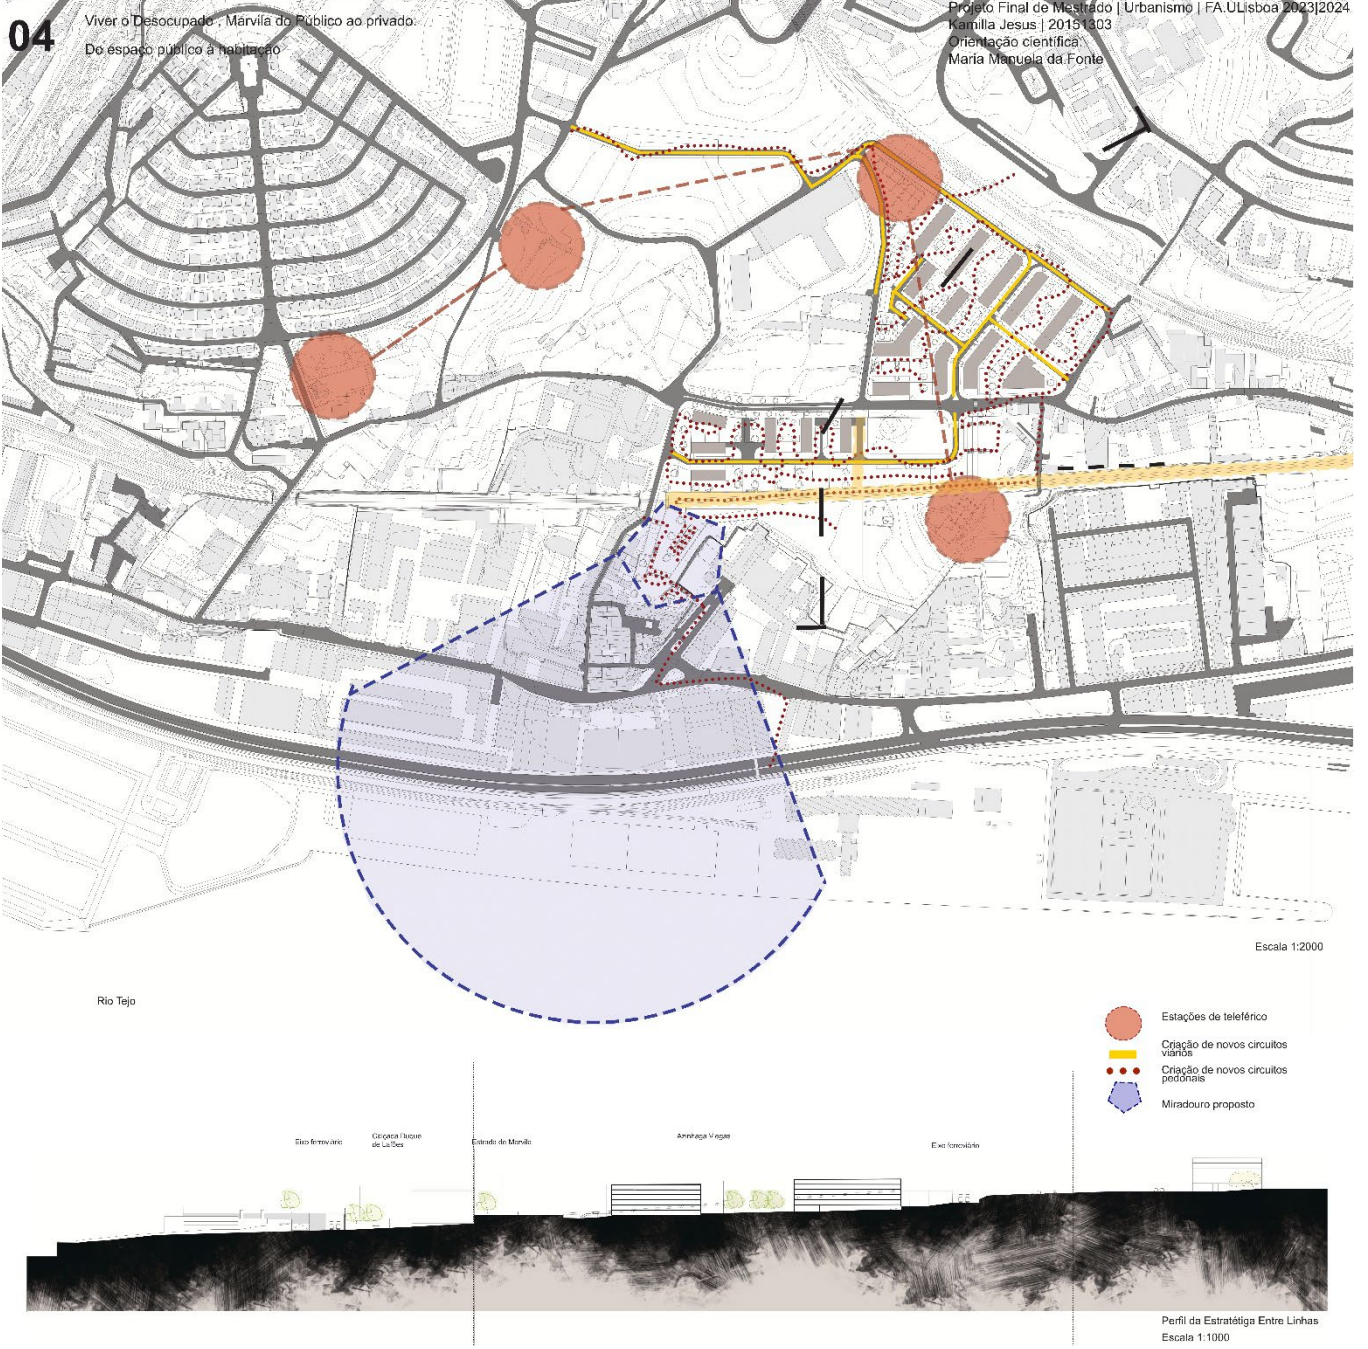 04
Viver o Desocupado , Marvila do Público ao privado.
Do espaço público à habitação
Projeto Final de Mestrado | Urbanismo | FA.ULisboa 2023|2024
Kamilla Jesus | 20151303
Orientação científica:
Maria Manuela da Fonte
Escala 1:2000
Rio Tejo
Estações de teleférico
Criação de novos circuitos
viários
Criação de novos circuitos
pedonais
Miradouro proposto
Eixo ferroviário
Calçada Duque
de Lafões
Estrada de Marvila
Azinhaga Vegas
Eixo ferroviário
Perfil da Estratétiga Entre Linhas
Escala 1:1000